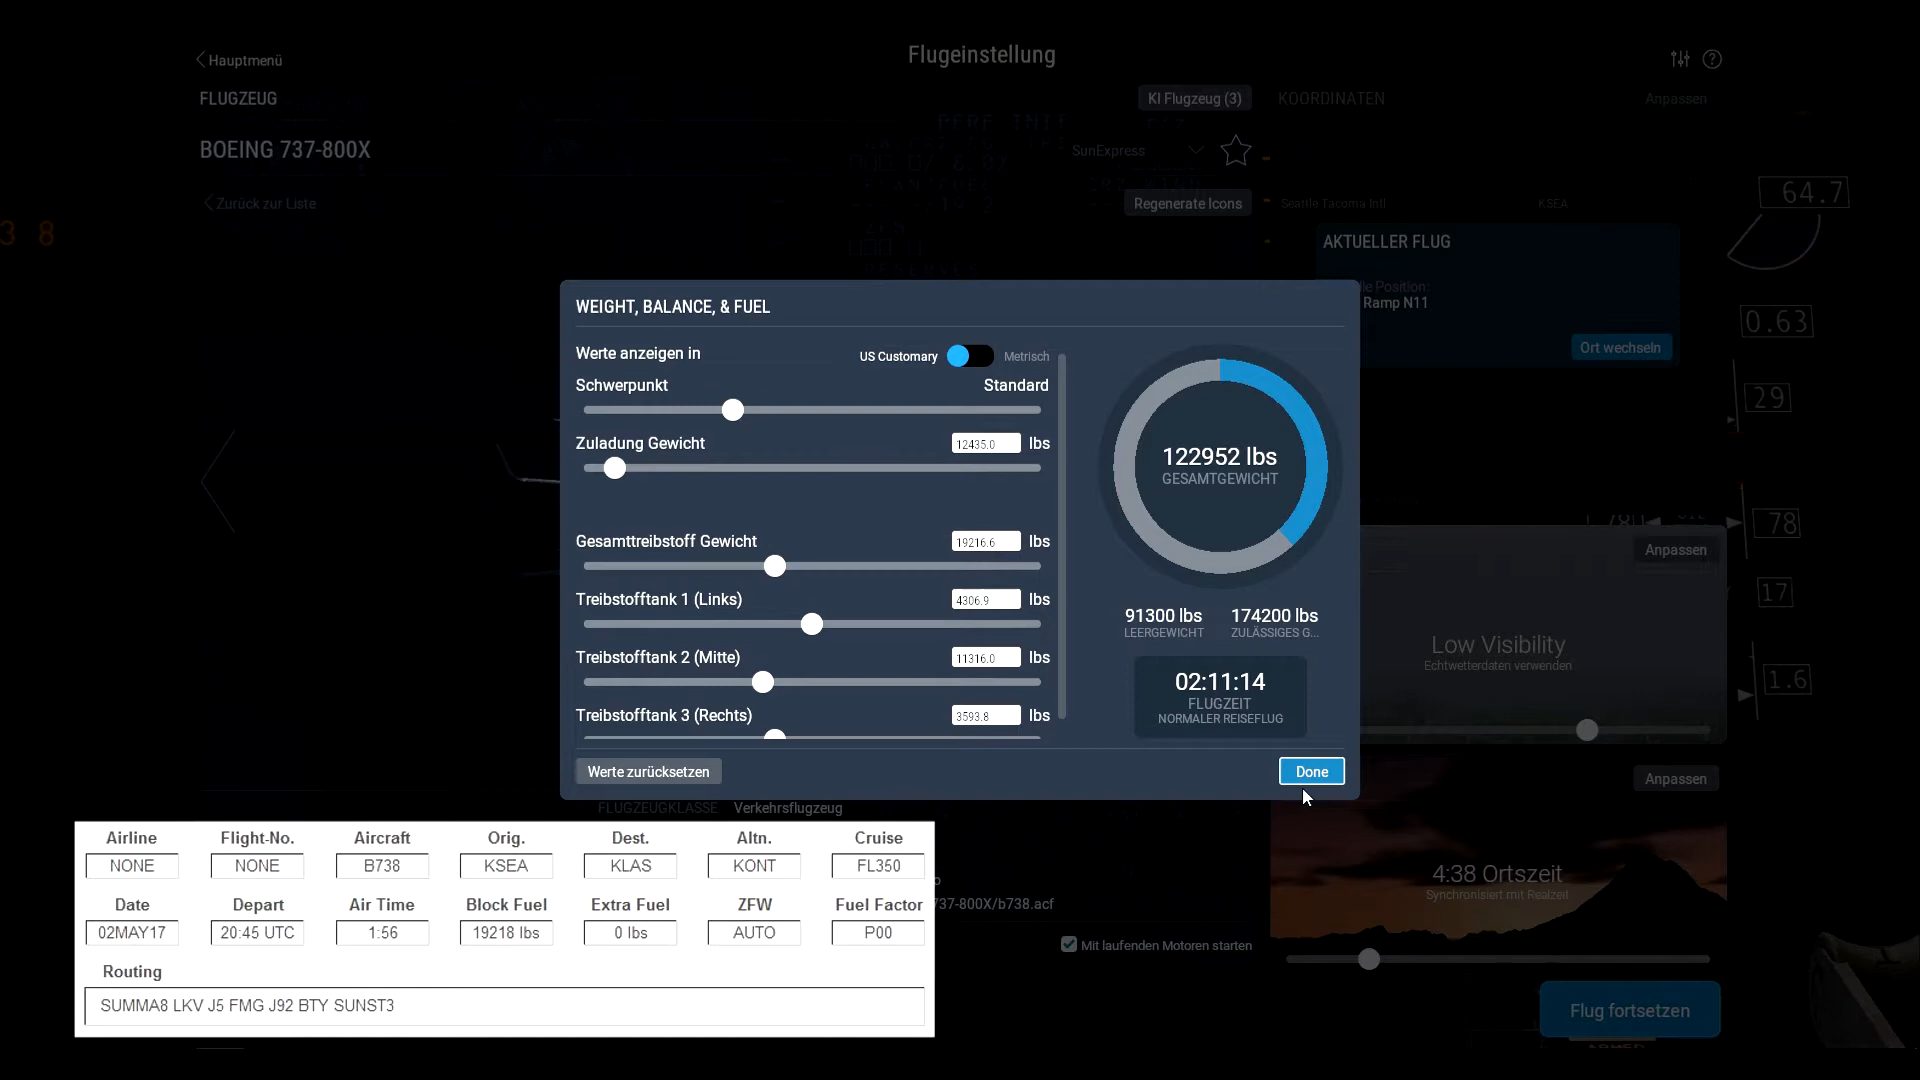 Hauptmenü
Flugeinstellung
FLUGZEUG
KI Flugzeug (3)
KOORDINATEN
Anpassen
BOEING 737-800X
SunExpress
Zurück zur Liste
Regenerate Icons
Seattle Tacoma Intl
KSEA
AKTUELLER FLUG
Position:
Ramp N11
Ort wechseln
3 8
64.7
0.63
29
78
17
1.6
WEIGHT, BALANCE, & FUEL
Werte anzeigen in
US Customary
Metrisch
Schwerpunkt
Standard
Zuladung Gewicht
12435.0 lbs
Gesamttreibstoff Gewicht
19216.6 lbs
Treibstofftank 1 (Links)
4306.9 lbs
Treibstofftank 2 (Mitte)
11316.0 lbs
Treibstofftank 3 (Rechts)
3593.8 lbs
122952 lbs
GESAMTGEWICHT
91300 lbs
LEERGEWICHT
174200 lbs
ZULÄSSIGES G...
02:11:14
FLUGZEIT
NORMALER REISEFLUG
Werte zurücksetzen
Done
Anpassen
Low Visibility
Echtwetterdaten verwenden
Anpassen
4:38 Ortszeit
Synchronisiert mit Realzeit
FLUGZEUGKLASSE Verkehrsflugzeug
737-800X/b738.acf
Mit laufenden Motoren starten
Flug fortsetzen
Airline Flight-No. Aircraft Orig. Dest. Altn. Cruise
NONE NONE B738 KSEA KLAS KONT FL350
Date Depart Air Time Block Fuel Extra Fuel ZFW Fuel Factor
02MAY17 20:45 UTC 1:56 19218 lbs 0 lbs AUTO P00
Routing
SUMMA8 LKV J5 FMG J92 BTY SUNST3